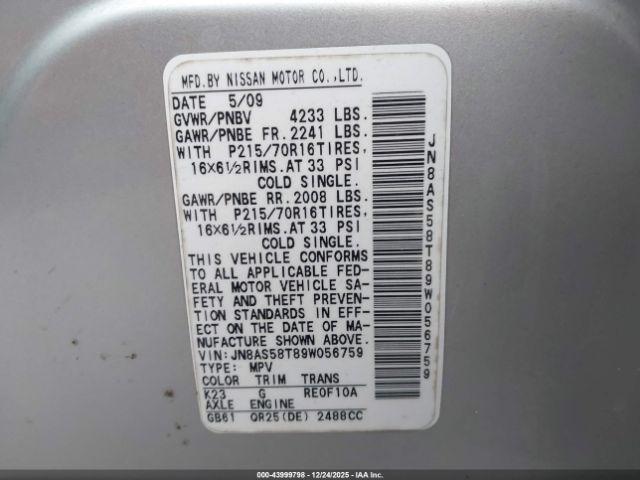 MFD.BY NISSAN MOTOR CO.,LTD.
DATE 5/09
GVWR/PNBV 4233 LBS.
GAWR/PNBE FR. 2241 LBS.
WITH P215/70R16TIRES,
16X6½RIMS.AT 33 PSI
COLD SINGLE.
GAWR/PNBE RR. 2008 LBS.
WITH P215/70R16TIRES,
16X6½RIMS.AT 33 PSI
COLD SINGLE.
THIS VEHICLE CONFORMS
TO ALL APPLICABLE FED-
ERAL MOTOR VEHICLE SA-
FETY AND THEFT PREVEN-
TION STANDARDS IN EFF-
ECT ON THE DATE OF MA-
NUFACTURE SHOWN ABOVE.
VIN: JN8AS58T89W056759
TYPE: MPV
COLOR TRIM TRANS
K23 G RE0F10A
AXLE ENGINE
GB61 QR25(DE) 2488CC
JN8AS58T89W056759
000-43999798 - 12/24/2025 - IAAI.COM